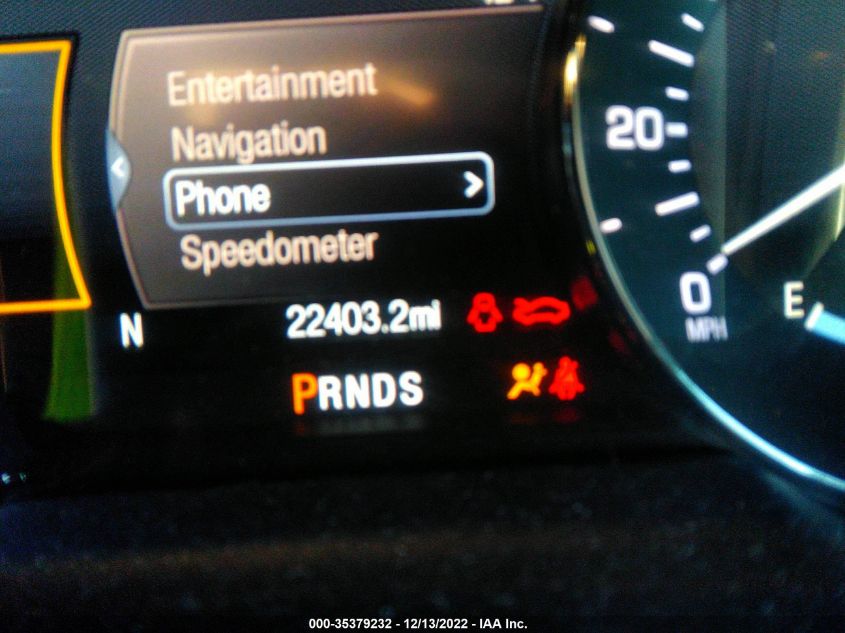 Entertainment
Navigation
Phone
Speedometer
N
22403.2mi
PRNDS
20
0
MPH
E
000-35379232 - 12/13/2022 - IAA Inc.